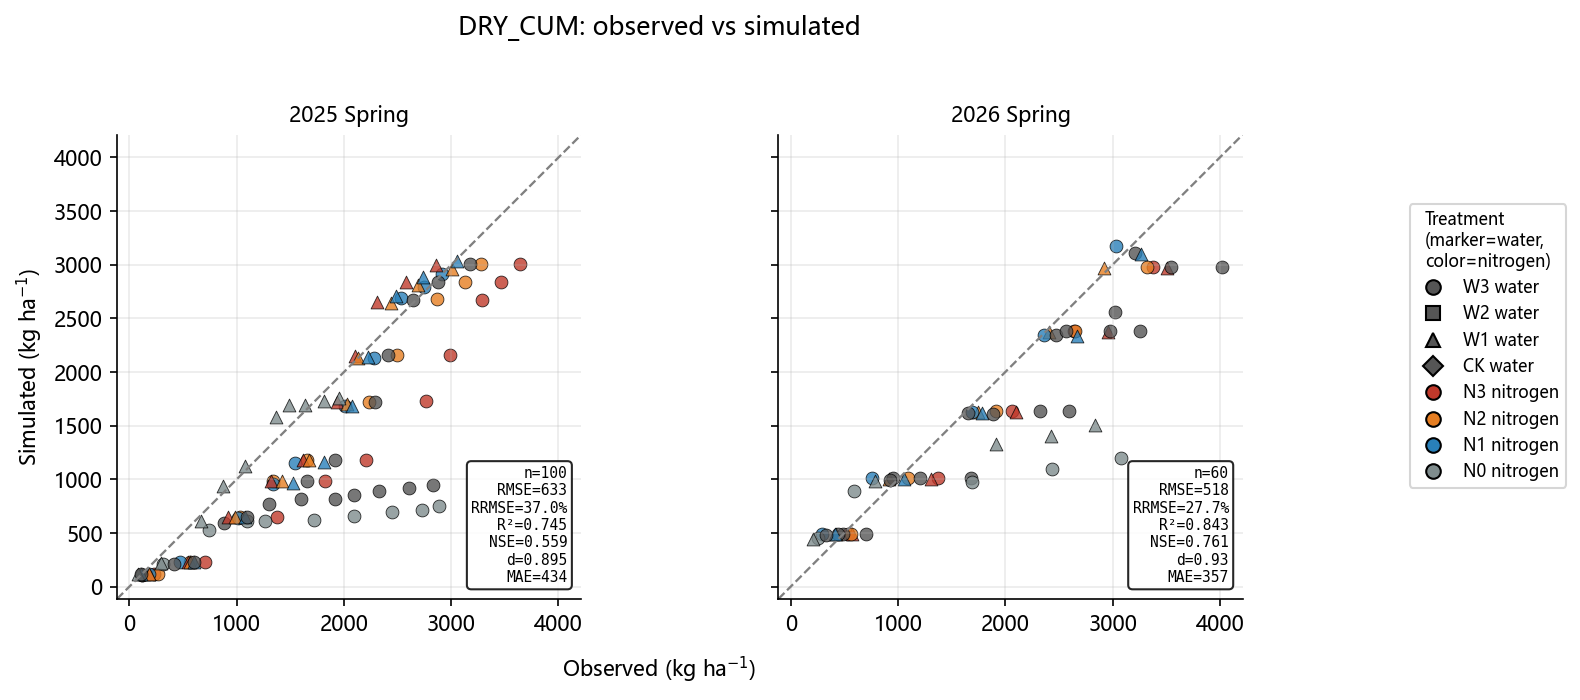 DRY_CUM: observed vs simulated
2025 Spring
2026 Spring
Simulated (kg ha⁻¹)
4000
3500
3000
2500
2000
1500
1000
500
0
0 1000 2000 3000 4000
n=100
RMSE=633
RRMSE=37.0%
R²=0.745
NSE=0.559
d=0.895
MAE=434
0 1000 2000 3000 4000
n=60
RMSE=518
RRMSE=27.7%
R²=0.843
NSE=0.761
d=0.93
MAE=357
Observed (kg ha⁻¹)
Treatment
(marker=water,
color=nitrogen)
W3 water
W2 water
W1 water
CK water
N3 nitrogen
N2 nitrogen
N1 nitrogen
N0 nitrogen